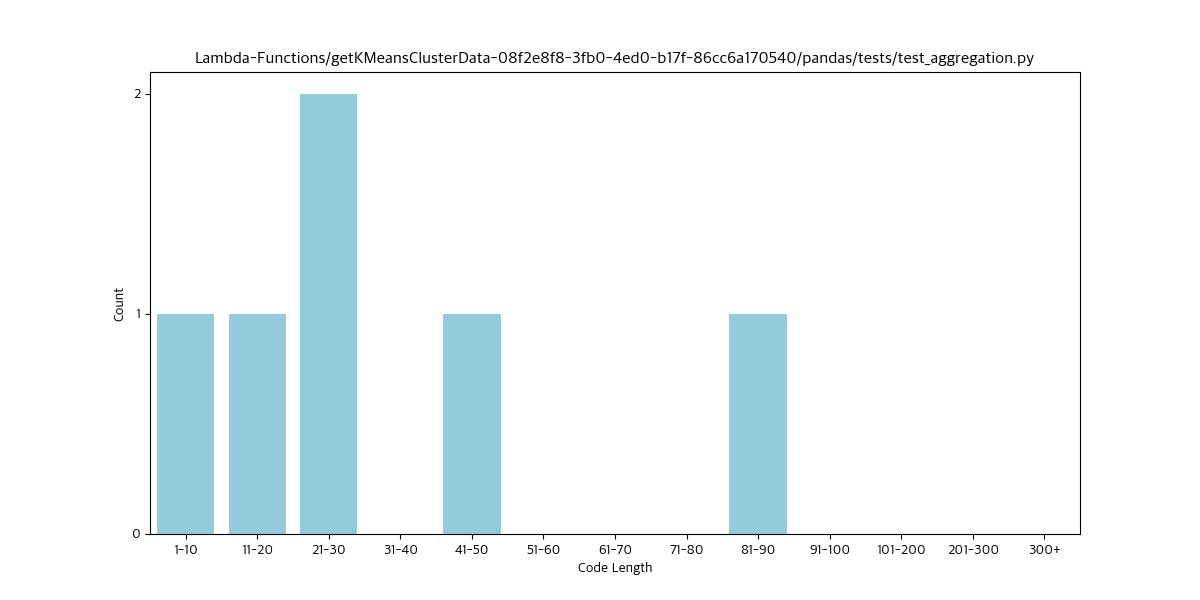 Lambda-Functions/getKMeansClusterData-08f2e8f8-3fb0-4ed0-b17f-86cc6a170540/pandas/tests/test_aggregation.py
2
1
0
Count
1-10 11-20 21-30 31-40 41-50 51-60 61-70 71-80 81-90 91-100 101-200 201-300 300+
Code Length